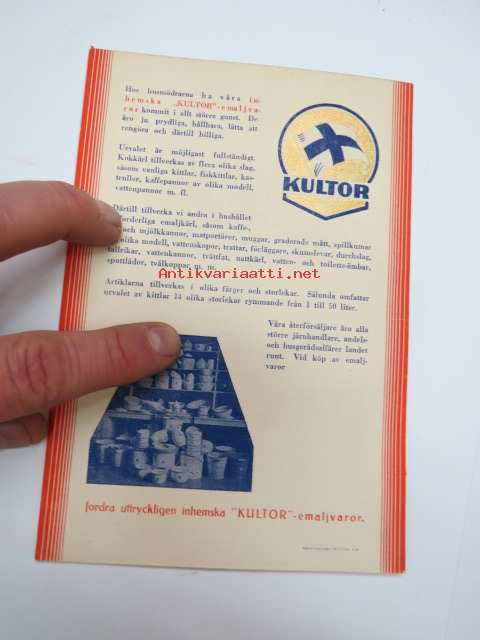 Hos husmödrarna ha våra in-
hemska „KULTOR"-emaljva-
ror kommit i allt större gunst. De
äro ju prydliga, hållbara, lätta att
rengöra och därtill billiga.
KULTOR
Urvalet är möjligast fullständigt.
Kokkärl tillverkas av flera olika slag,
såsom vanliga kittlar, fiskkittlar, kas-
truller, kaffepannor av olika modell,
vattenpannor m. fl.
Därtill tillverka vi andra i hushållet
erforderliga emaljkärl, såsom kaffe-,
och mjölkkannor, matportörer, muggar, graderade mått, spillkumar
olika modell, vattenskopor, trattar, förläggare, skumslevar, durchslag,
tallrikar, vattenkannor, tvättfat, nattkärl, vatten- och toilette-ämbar,
spottlådor, tvålkoppar m. m.
Antikvariaatti.net
Artiklarna tillverkas i olika färger och storlekar. Sålunda omfattar
urvalet av kittlar 14 olika storlekar rymmande från 1 till 50 liter.
Våra återförsäljare äro alla
större järnhandlare, andels-
och husgerådsaffärer landet
runt. Vid köp av emalj-
varor
fordra uttryckligen inhemska "KULTOR"-emaljvaror.